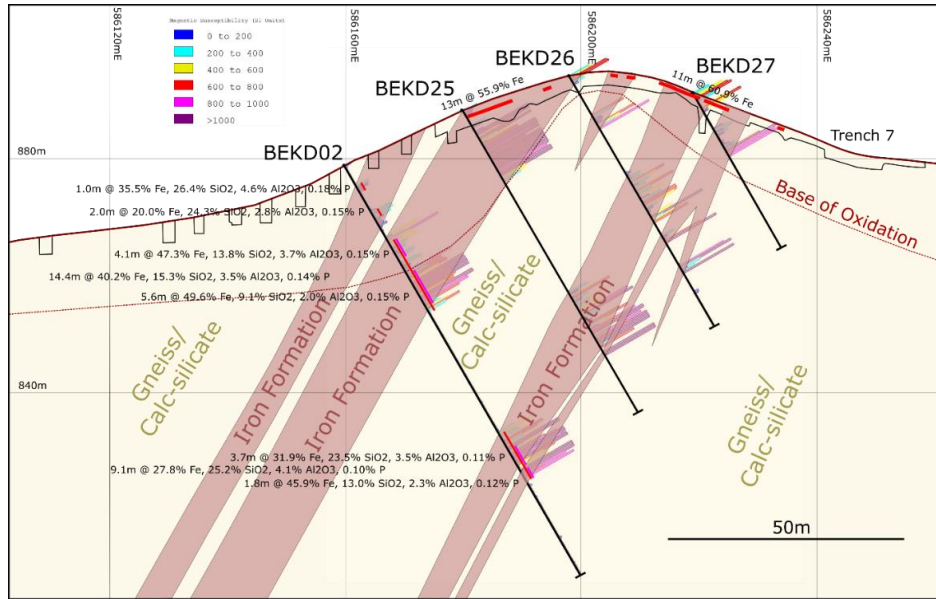 586120mE
586160mE
586200mE
586240mE
Magnetic Susceptibility (SI Units)
0 to 200
200 to 400
400 to 600
600 to 800
800 to 1000
>1000
BEKD26
BEKD27
BEKD25
13m @ 55.9% Fe
11m @ 60.9% Fe
Trench 7
BEKD02
880m
1.0m @ 35.5% Fe, 26.4% SiO2, 4.6% Al2O3, 0.18% P
2.0m @ 20.0% Fe, 24.3% SiO2, 2.8% Al2O3, 0.15% P
Base of Oxidation
4.1m @ 47.3% Fe, 13.8% SiO2, 3.7% Al2O3, 0.15% P
14.4m @ 40.2% Fe, 15.3% SiO2, 3.5% Al2O3, 0.14% P
5.6m @ 49.6% Fe, 9.1% SiO2, 2.0% Al2O3, 0.15% P
Gneiss/
Calc-silicate
Iron Formation
Iron Formation
Gneiss/
Calc-silicate
Iron Formation
Gneiss/
Calc-silicate
840m
3.7m @ 31.9% Fe, 23.5% SiO2, 3.5% Al2O3, 0.11% P
9.1m @ 27.8% Fe, 25.2% SiO2, 4.1% Al2O3, 0.10% P
1.8m @ 45.9% Fe, 13.0% SiO2, 2.3% Al2O3, 0.12% P
50m